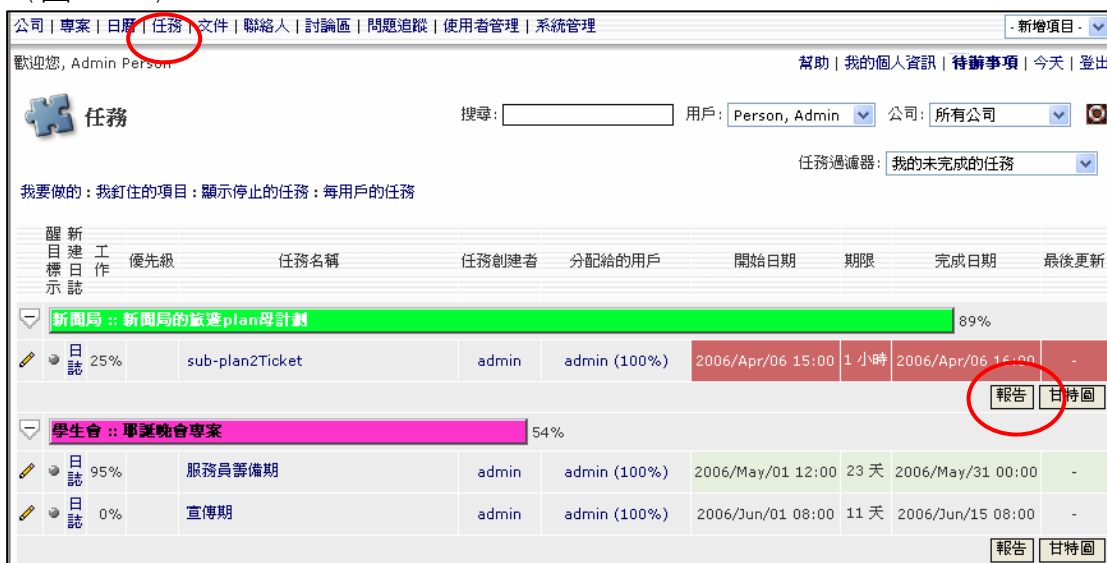 公司 | 專案 | 日曆 | 任務 | 文件 | 聯絡人 | 討論區 | 問題追蹤 | 使用者管理 | 系統管理 - 新增項目 -
歡迎您, Admin Person 幫助 | 我的個人資訊 | 待辦事項 | 今天 | 登出
任務 搜尋: 用戶: Person, Admin 公司: 所有公司
任務過濾器: 我的未完成的任務
我要做的 : 我釘住的項目 : 顯示停止的任務 : 每用戶的任務
醒目標示 新建日誌 工作 優先級 任務名稱 任務創建者 分配給的用戶 開始日期 期限 完成日期 最後更新
新聞局 :: 新聞局的旅遊plan母計劃 89%
日誌 25% sub-plan2Ticket admin admin (100%) 2006/Apr/06 15:00 1 小時 2006/Apr/06 16:00 -
報告 甘特圖
學生會 :: 耶誕晚會專案 54%
日誌 95% 服務員籌備期 admin admin (100%) 2006/May/01 12:00 23 天 2006/May/31 00:00 -
日誌 0% 宣傳期 admin admin (100%) 2006/Jun/01 08:00 11 天 2006/Jun/15 08:00 -
報告 甘特圖